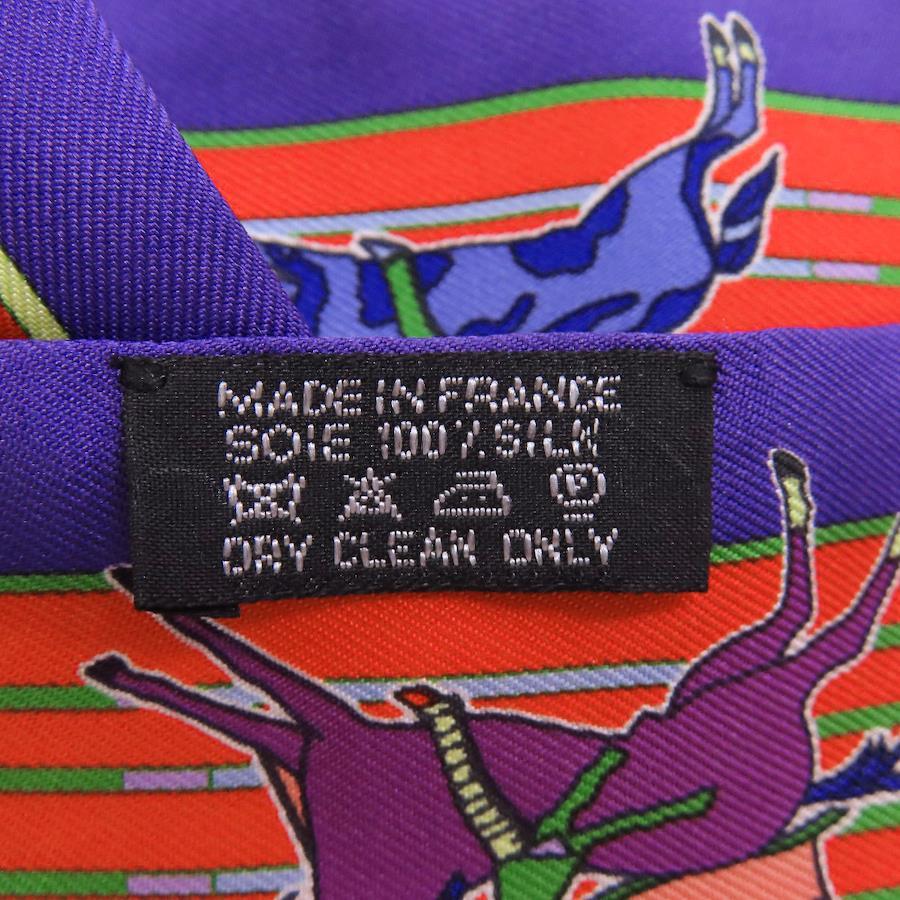 MADE IN FRANCE
SOIE 100% SILK
P
DRY CLEAN ONLY